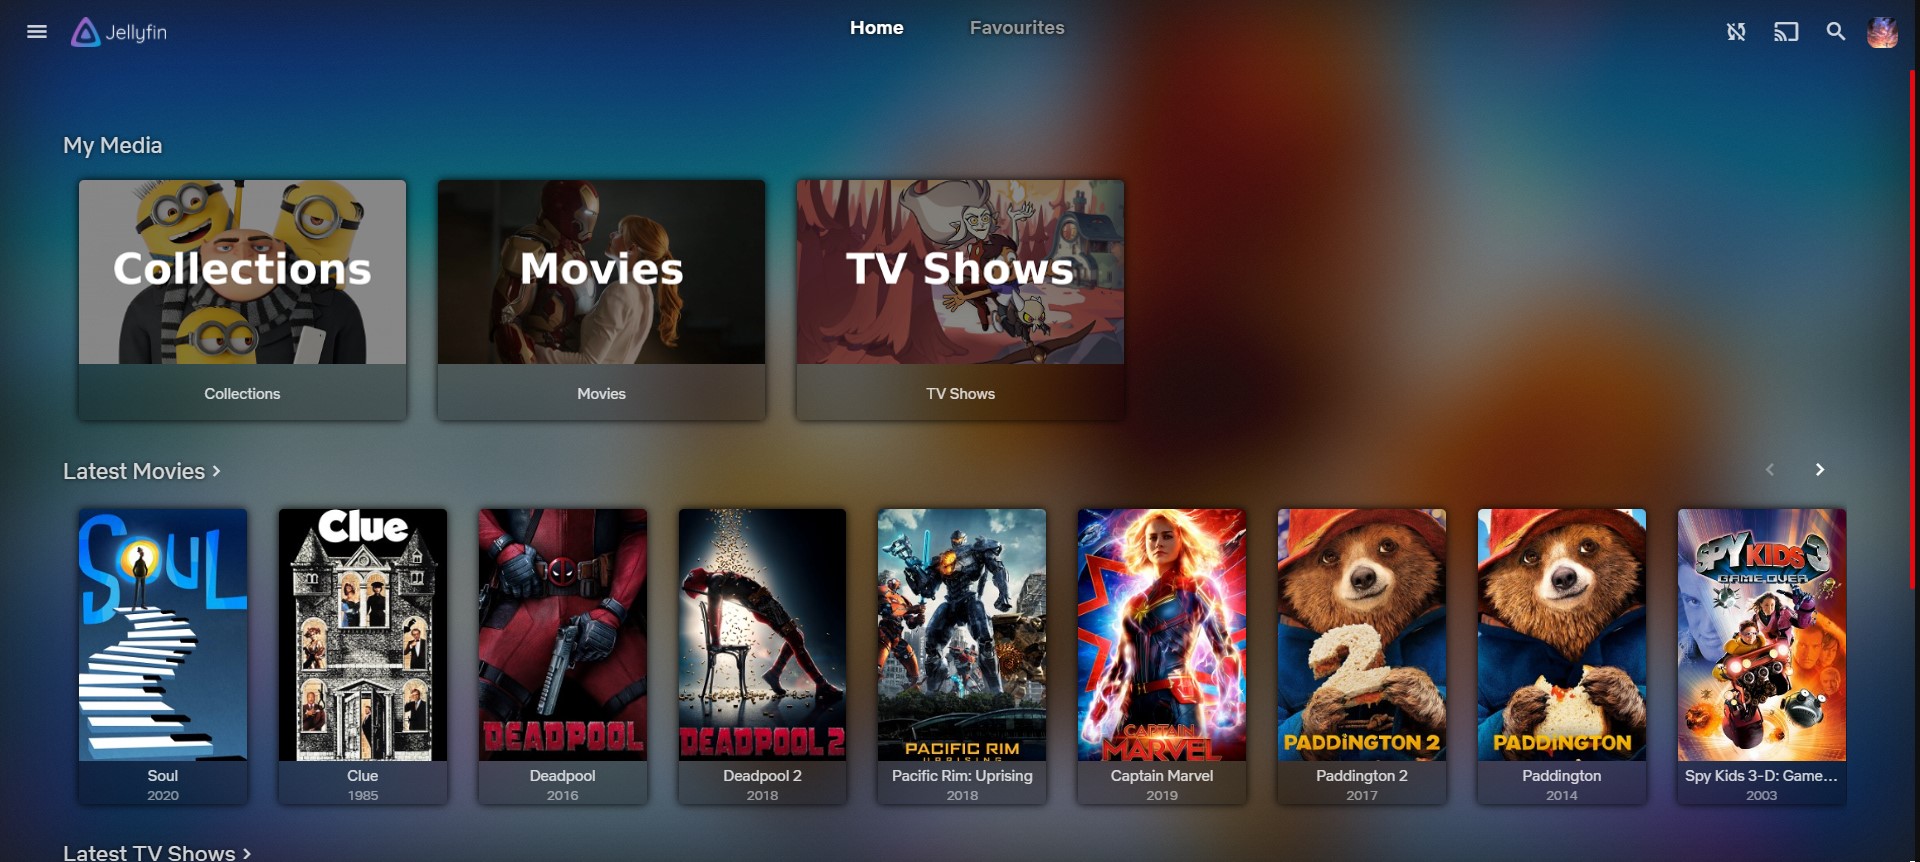 Jellyfin
Home
Favourites
My Media
Collections
Movies
TV Shows
Collections
Movies
TV Shows
Latest Movies
SOUL
Clue
DEADPOOL
DEADPOOL 2
PACIFIC RIM
UPRISING
CAPTAIN
MARVEL
2
PADDiNGTON 2
PADDiNGTON
SPY KIDS 3
GAME OVER
Soul
Clue
Deadpool
Deadpool 2
Pacific Rim: Uprising
Captain Marvel
Paddington 2
Paddington
Spy Kids 3-D: Game...
2020
1985
2016
2018
2018
2019
2017
2014
2003
Latest TV Shows